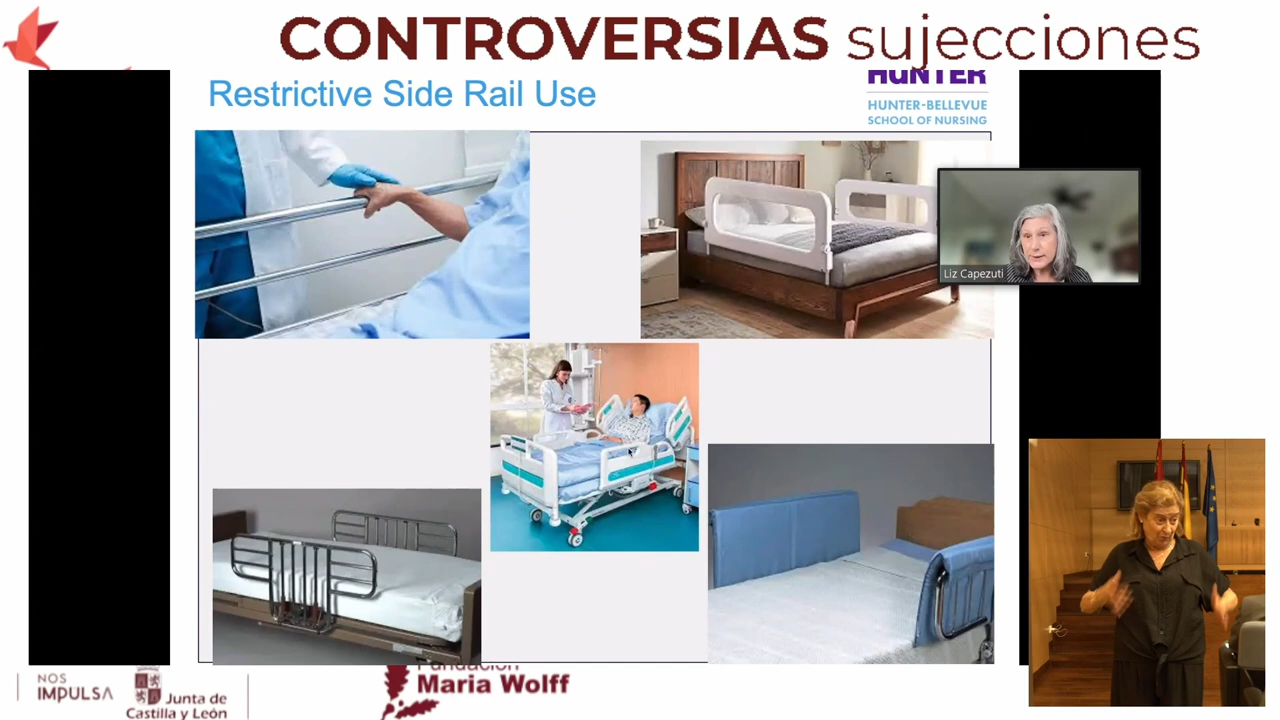 CONTROVERSIAS sujecciones
Restrictive Side Rail Use
HUNTER
HUNTER-BELLEVUE
SCHOOL OF NURSING
Liz Capezuti
NOS
IMPULSA
Junta de
Castilla y León
Fundación
Maria Wolff